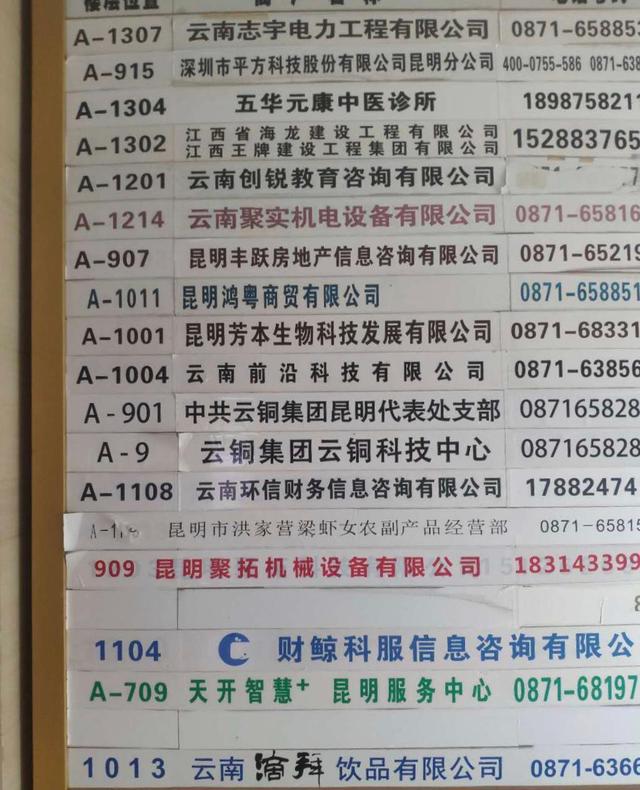 楼层位置 电话号码
A-1307 云南志宇电力工程有限公司 0871-65885
A-915 深圳市平方科技股份有限公司昆明分公司 400-0755-586 0871-638
A-1304 五华元康中医诊所 1898758211
A-1302 江西省海龙建设工程有限公司 152883765
江西王牌建设工程集团有限公司
A-1201 云南创锐教育咨询有限公司
A-1214 云南聚实机电设备有限公司 0871-65816
A-907 昆明丰跃房地产信息咨询有限公司 0871-65219
A-1011 昆明鸿粤商贸有限公司 0871-658851
A-1001 昆明芳本生物科技发展有限公司 0871-68331
A-1004 云南前沿科技有限公司 0871-63856
A-901 中共云铜集团昆明代表处支部 087165828
A-9 云铜集团云铜科技中心 087165828
A-1108 云南环信财务信息咨询有限公司 17882474
昆明市洪家营梁虾女农副产品经营部 0871-65815
909 昆明聚拓机械设备有限公司 18314339
1104 财鲸科服信息咨询有限公
A-709 天开智慧+ 昆明服务中心 0871-68197
1013 云南滴拜饮品有限公司 0871-6366